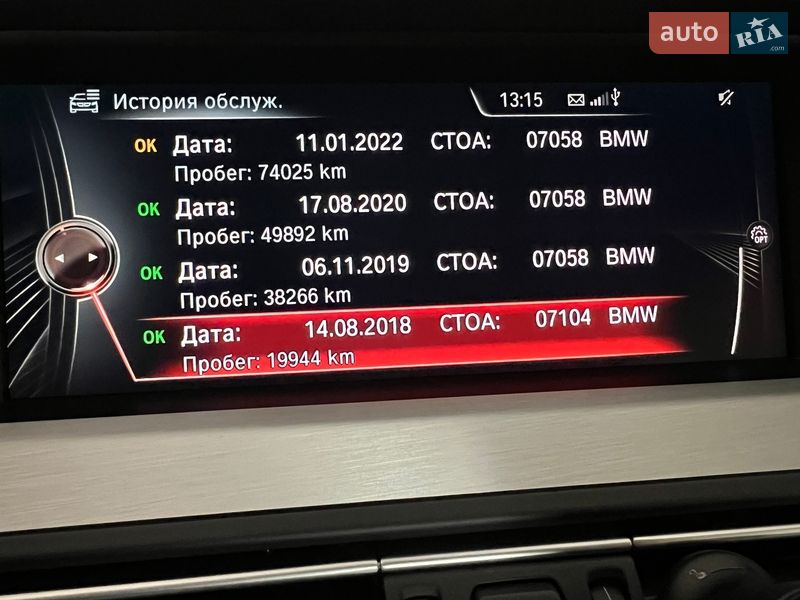 auto RIA .com
История обслуж. 13:15
OK Дата: 11.01.2022 СТОА: 07058 BMW
Пробег: 74025 km
OK Дата: 17.08.2020 СТОА: 07058 BMW
Пробег: 49892 km
OPT
OK Дата: 06.11.2019 СТОА: 07058 BMW
Пробег: 38266 km
OK Дата: 14.08.2018 СТОА: 07104 BMW
Пробег: 19944 km